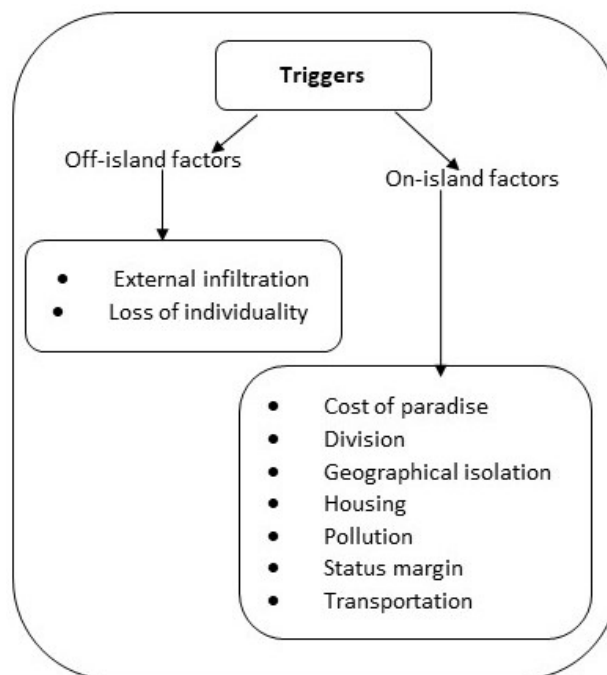 Triggers
Off-island factors
On-island factors
• External infiltration
• Loss of individuality
• Cost of paradise
• Division
• Geographical isolation
• Housing
• Pollution
• Status margin
• Transportation